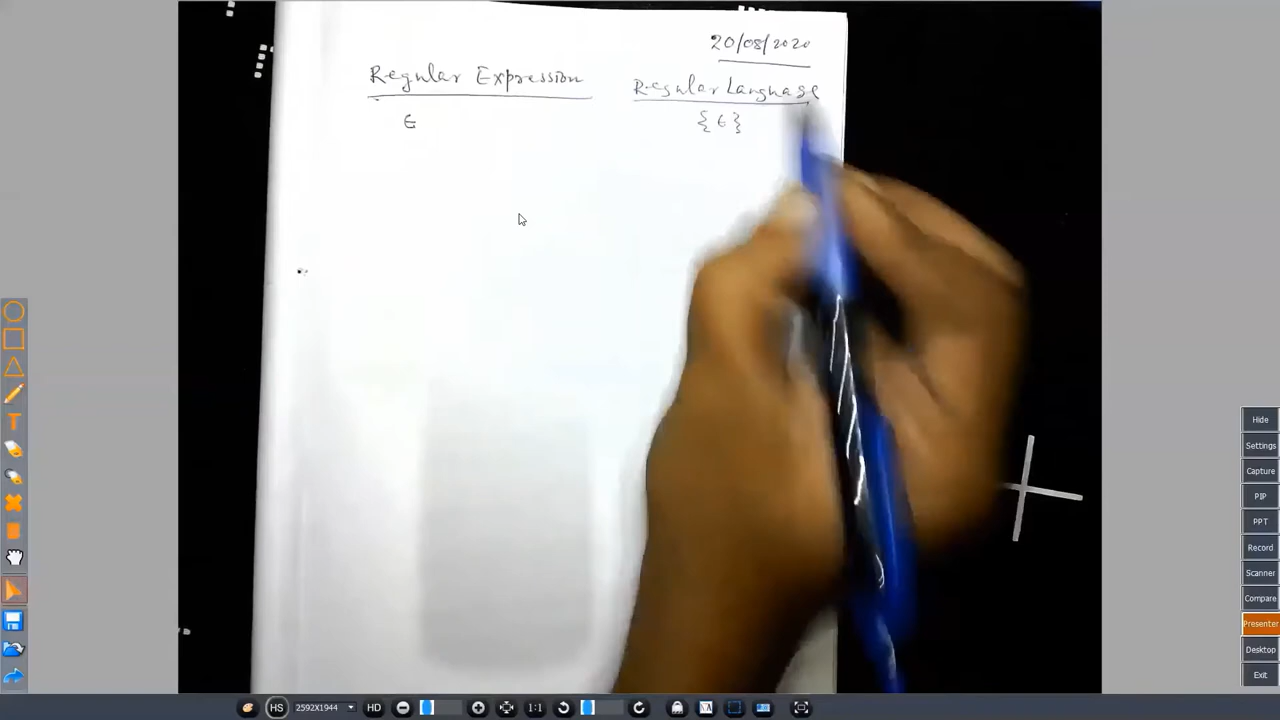 20/08/2020
Regular Expression Regular Language
ϵ {ϵ}
Hide
Settings
Capture
PIP
PPT
Record
Scanner
Compare
Presenter
Desktop
Exit
T
HS 2592X1944 HD 1:1